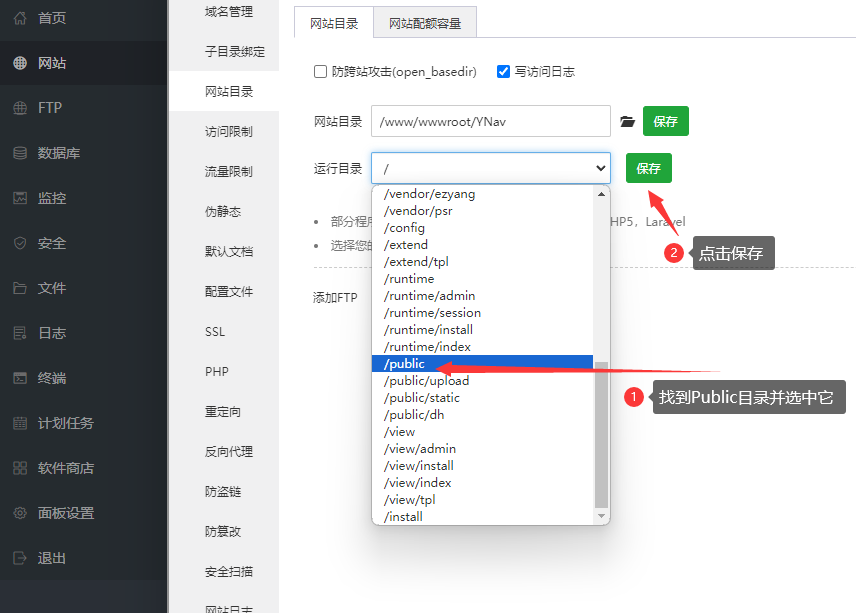 首页
网站
FTP
数据库
监控
安全
文件
日志
终端
计划任务
软件商店
面板设置
退出
域名管理
子目录绑定
网站目录
访问限制
流量限制
伪静态
默认文档
配置文件
SSL
PHP
重定向
反向代理
防盗链
防篡改
安全扫描
网站日志
网站目录 网站配额容量
防跨站攻击(open_basedir) 写访问日志
网站目录 /www/wwwroot/YNav 保存
运行目录 / 保存
/vendor/ezyang
/vendor/psr
/config
/extend
/extend/tpl
/runtime
/runtime/admin
/runtime/session
/runtime/install
/runtime/index
/public
/public/upload
/public/static
/public/dh
/view
/view/admin
/view/install
/view/index
/view/tpl
/install
部分程 HP5，Laravel
选择您的
添加FTP
2 点击保存
1 找到Public目录并选中它